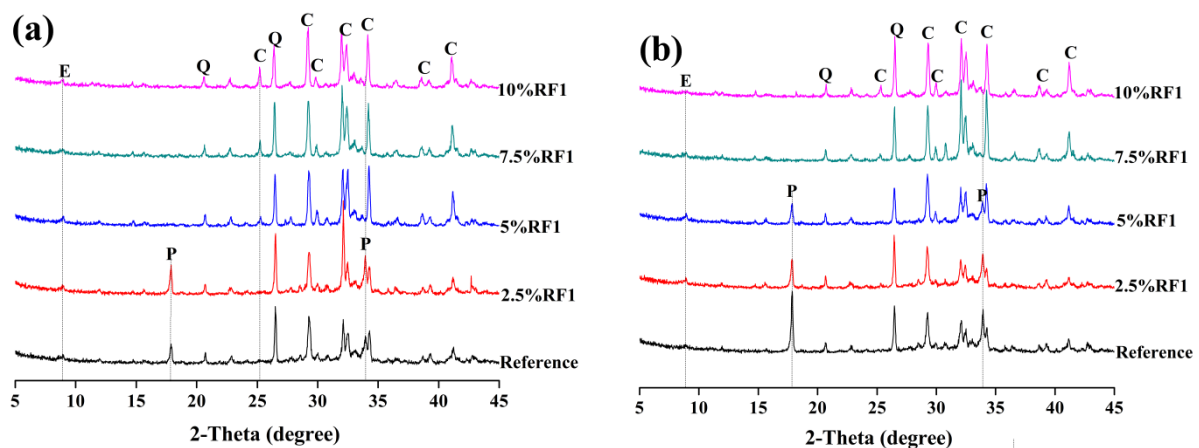 (a)
E
Q
C
Q
C
C
C
C
C
C
10%RF1
7.5%RF1
5%RF1
P
P
2.5%RF1
Reference
5 10 15 20 25 30 35 40 45
2-Theta (degree)
(b)
E
Q
C
Q
C
C
C
C
C
C
10%RF1
7.5%RF1
P
P
5%RF1
2.5%RF1
Reference
5 10 15 20 25 30 35 40 45
2-Theta (degree)